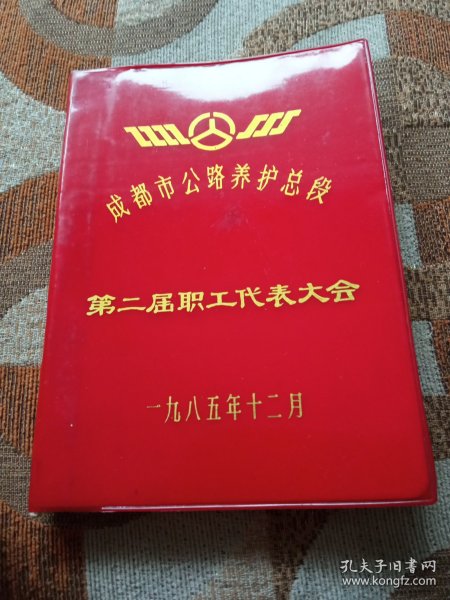 成都市公路养护总段
第二届职工代表大会
一九八五年十二月
孔夫子旧书网
www.kongfz.com